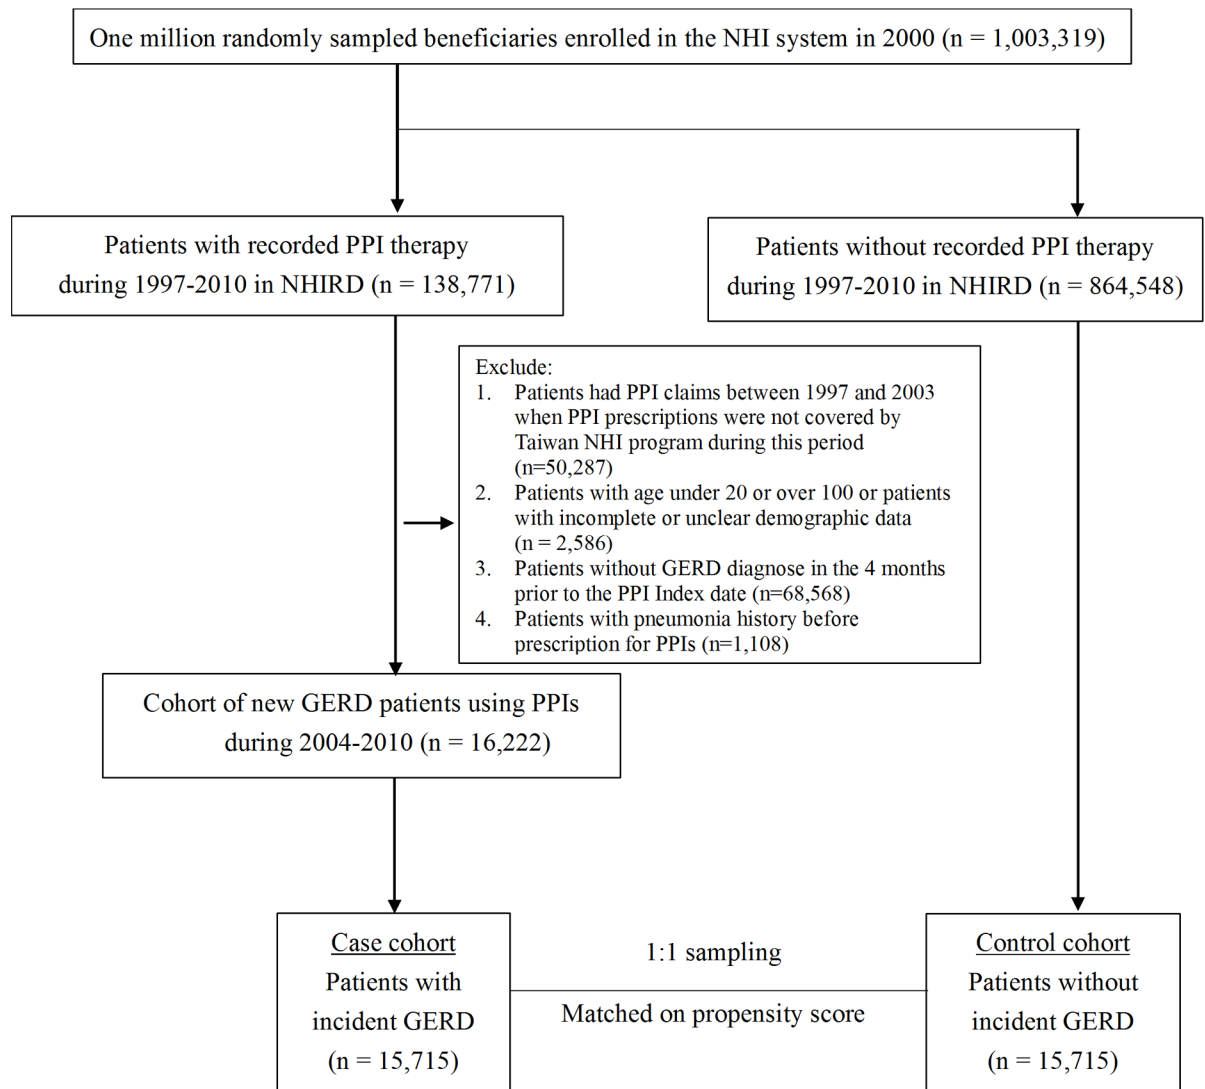 One million randomly sampled beneficiaries enrolled in the NHI system in 2000 (n = 1,003,319)
Patients with recorded PPI therapy
during 1997-2010 in NHIRD (n = 138,771)
Patients without recorded PPI therapy
during 1997-2010 in NHIRD (n = 864,548)
Exclude:
1. Patients had PPI claims between 1997 and 2003
when PPI prescriptions were not covered by
Taiwan NHI program during this period
(n=50,287)
2. Patients with age under 20 or over 100 or patients
with incomplete or unclear demographic data
(n = 2,586)
3. Patients without GERD diagnose in the 4 months
prior to the PPI Index date (n=68,568)
4. Patients with pneumonia history before
prescription for PPIs (n=1,108)
Cohort of new GERD patients using PPIs
during 2004-2010 (n = 16,222)
Case cohort
Patients with
incident GERD
(n = 15,715)
1:1 sampling
Matched on propensity score
Control cohort
Patients without
incident GERD
(n = 15,715)